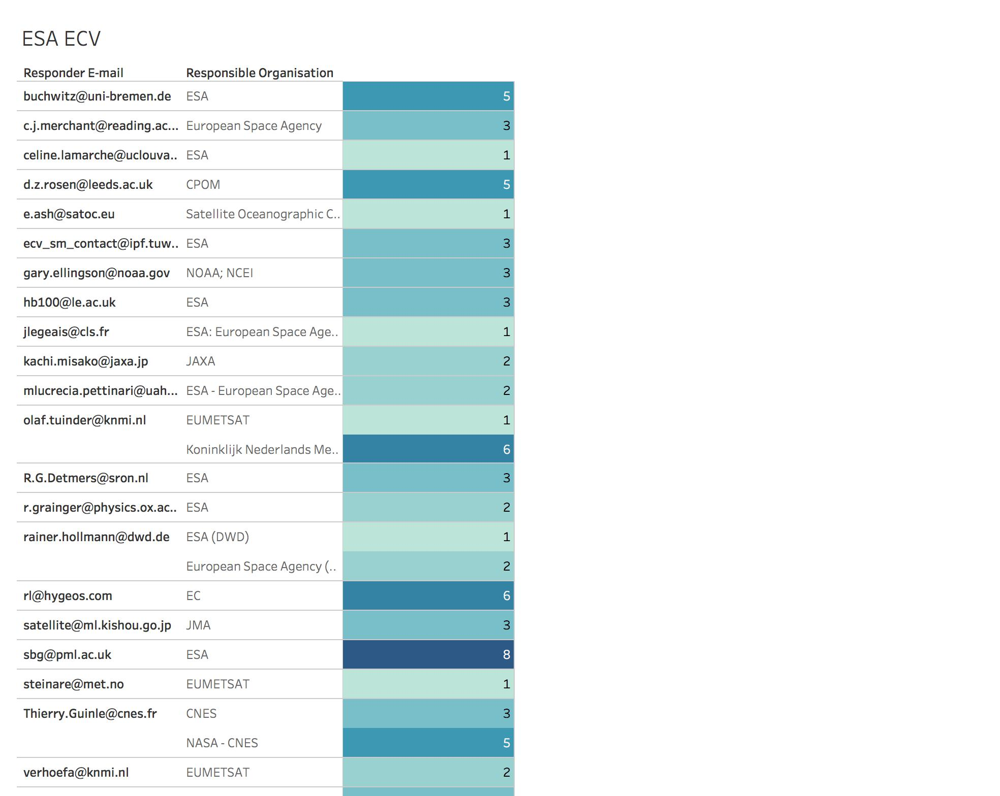 ESA ECV
Responder E-mail Responsible Organisation
buchwitz@uni-bremen.de ESA 5
c.j.merchant@reading.ac... European Space Agency 3
celine.lamarche@uclouva.. ESA 1
d.z.rosen@leeds.ac.uk CPOM 5
e.ash@satoc.eu Satellite Oceanographic C.. 1
ecv_sm_contact@ipf.tuw.. ESA 3
gary.ellingson@noaa.gov NOAA; NCEI 3
hb100@le.ac.uk ESA 3
jlegeais@cls.fr ESA: European Space Age.. 1
kachi.misako@jaxa.jp JAXA 2
mlucrecia.pettinari@uah... ESA - European Space Age.. 2
olaf.tuinder@knmi.nl EUMETSAT 1
Koninklijk Nederlands Me.. 6
R.G.Detmers@sron.nl ESA 3
r.grainger@physics.ox.ac.. ESA 2
rainer.hollmann@dwd.de ESA (DWD) 1
European Space Agency (.. 2
rl@hygeos.com EC 6
satellite@ml.kishou.go.jp JMA 3
sbg@pml.ac.uk ESA 8
steinare@met.no EUMETSAT 1
Thierry.Guinle@cnes.fr CNES 3
NASA - CNES 5
verhoefa@knmi.nl EUMETSAT 2